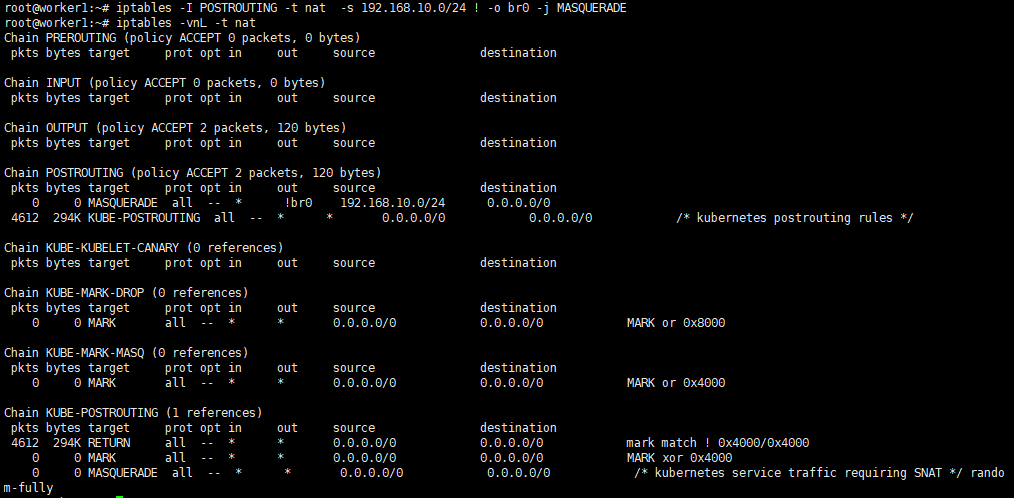 root@worker1:~# iptables -I POSTROUTING -t nat  -s 192.168.10.0/24 ! -o br0 -j MASQUERADE
root@worker1:~# iptables -vnL -t nat
Chain PREROUTING (policy ACCEPT 0 packets, 0 bytes)
 pkts bytes target     prot opt in     out     source               destination

Chain INPUT (policy ACCEPT 0 packets, 0 bytes)
 pkts bytes target     prot opt in     out     source               destination

Chain OUTPUT (policy ACCEPT 2 packets, 120 bytes)
 pkts bytes target     prot opt in     out     source               destination

Chain POSTROUTING (policy ACCEPT 2 packets, 120 bytes)
 pkts bytes target     prot opt in     out     source               destination
    0     0 MASQUERADE  all  --  *      !br0    192.168.10.0/24      0.0.0.0/0
 4612  294K KUBE-POSTROUTING  all  --  *      *       0.0.0.0/0            0.0.0.0/0            /* kubernetes postrouting rules */

Chain KUBE-KUBELET-CANARY (0 references)
 pkts bytes target     prot opt in     out     source               destination

Chain KUBE-MARK-DROP (0 references)
 pkts bytes target     prot opt in     out     source               destination
    0     0 MARK       all  --  *      *       0.0.0.0/0            0.0.0.0/0            MARK or 0x8000

Chain KUBE-MARK-MASQ (0 references)
 pkts bytes target     prot opt in     out     source               destination
    0     0 MARK       all  --  *      *       0.0.0.0/0            0.0.0.0/0            MARK or 0x4000

Chain KUBE-POSTROUTING (1 references)
 pkts bytes target     prot opt in     out     source               destination
 4612  294K RETURN     all  --  *      *       0.0.0.0/0            0.0.0.0/0            mark match ! 0x4000/0x4000
    0     0 MARK       all  --  *      *       0.0.0.0/0            0.0.0.0/0            MARK xor 0x4000
    0     0 MASQUERADE  all  --  *      *       0.0.0.0/0            0.0.0.0/0            /* kubernetes service traffic requiring SNAT */ rando
m-fully